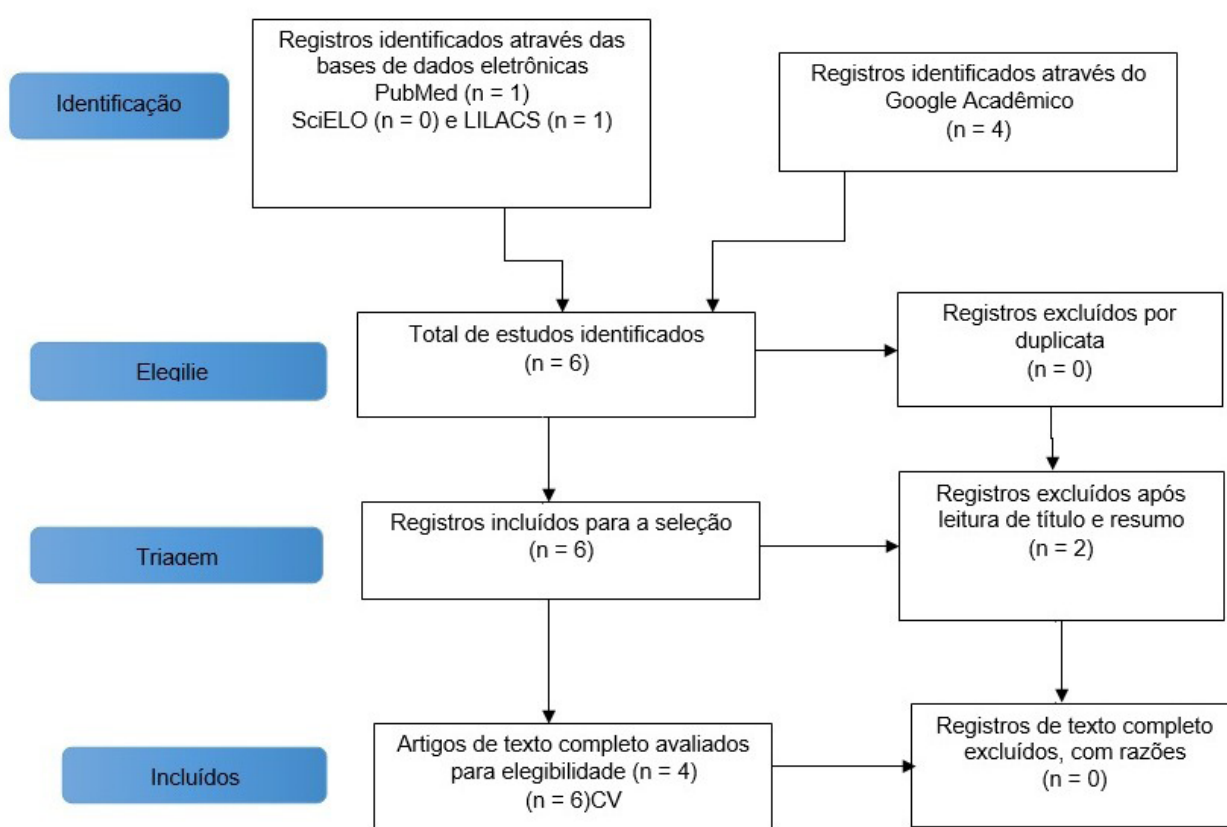 Identificação
Registros identificados através das
bases de dados eletrônicas
PubMed (n = 1)
SciELO (n = 0) e LILACS (n = 1)
Registros identificados através do
Google Acadêmico
(n = 4)
Elegilie
Total de estudos identificados
(n = 6)
Registros excluídos por
duplicata
(n = 0)
Triagem
Registros incluídos para a seleção
(n = 6)
Registros excluídos após
leitura de título e resumo
(n = 2)
Incluídos
Artigos de texto completo avaliados
para elegibilidade (n = 4)
(n = 6)CV
Registros de texto completo
excluídos, com razões
(n = 0)